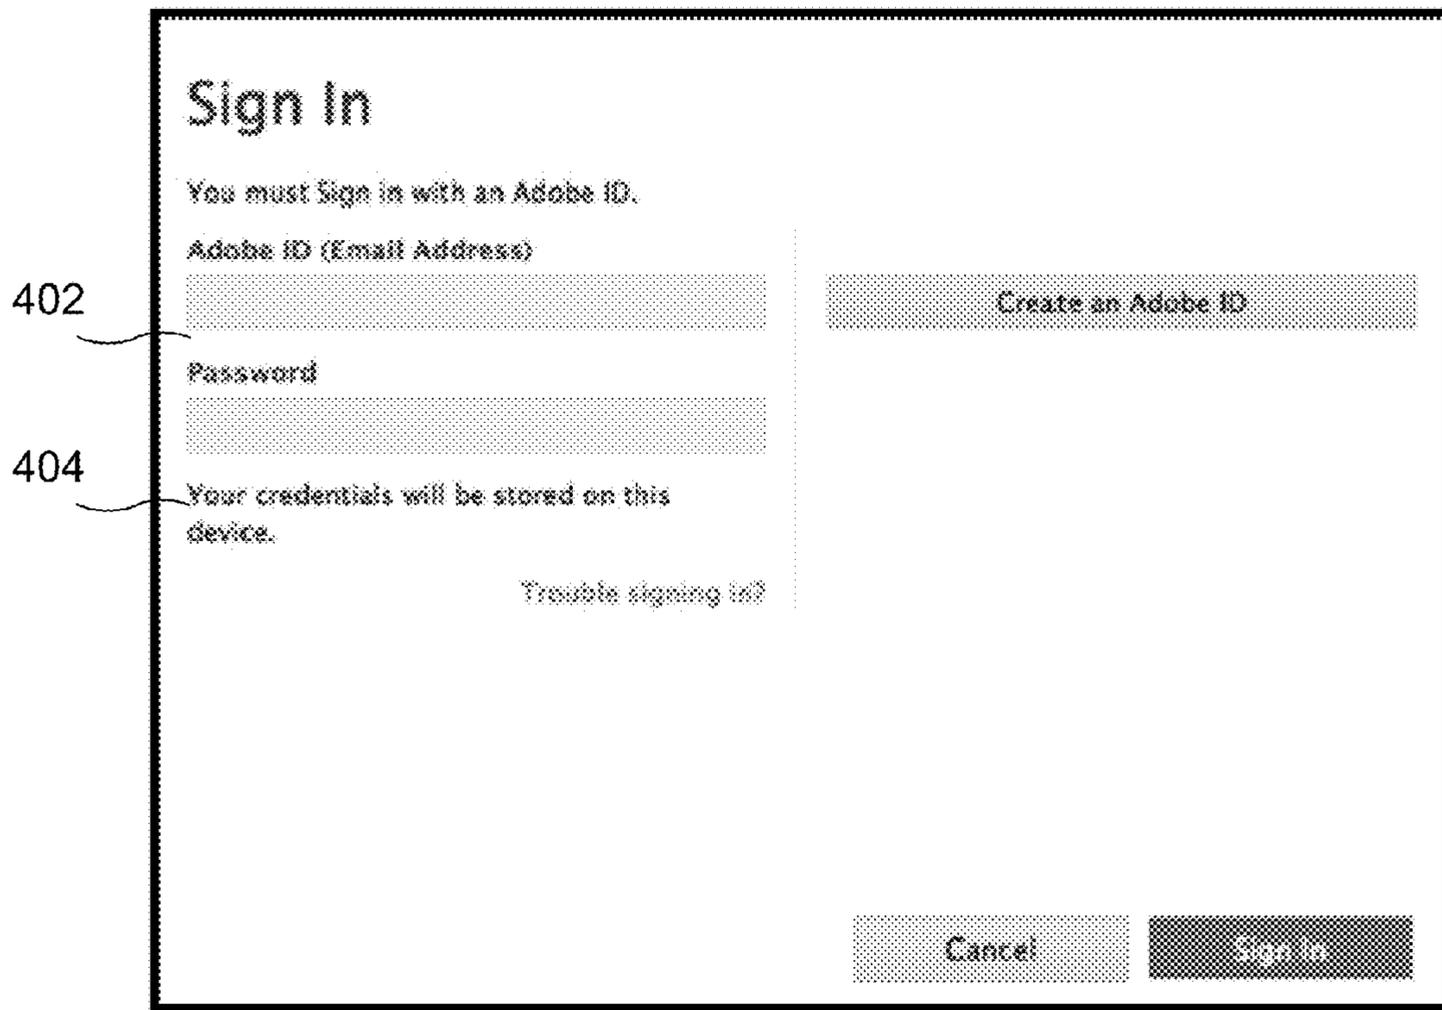 Sign In
You must Sign in with an Adobe ID.
Adobe ID (Email Address)
402
Create an Adobe ID
Password
404
Your credentials will be stored on this
device.
Trouble signing in?
Cancel
Sign In